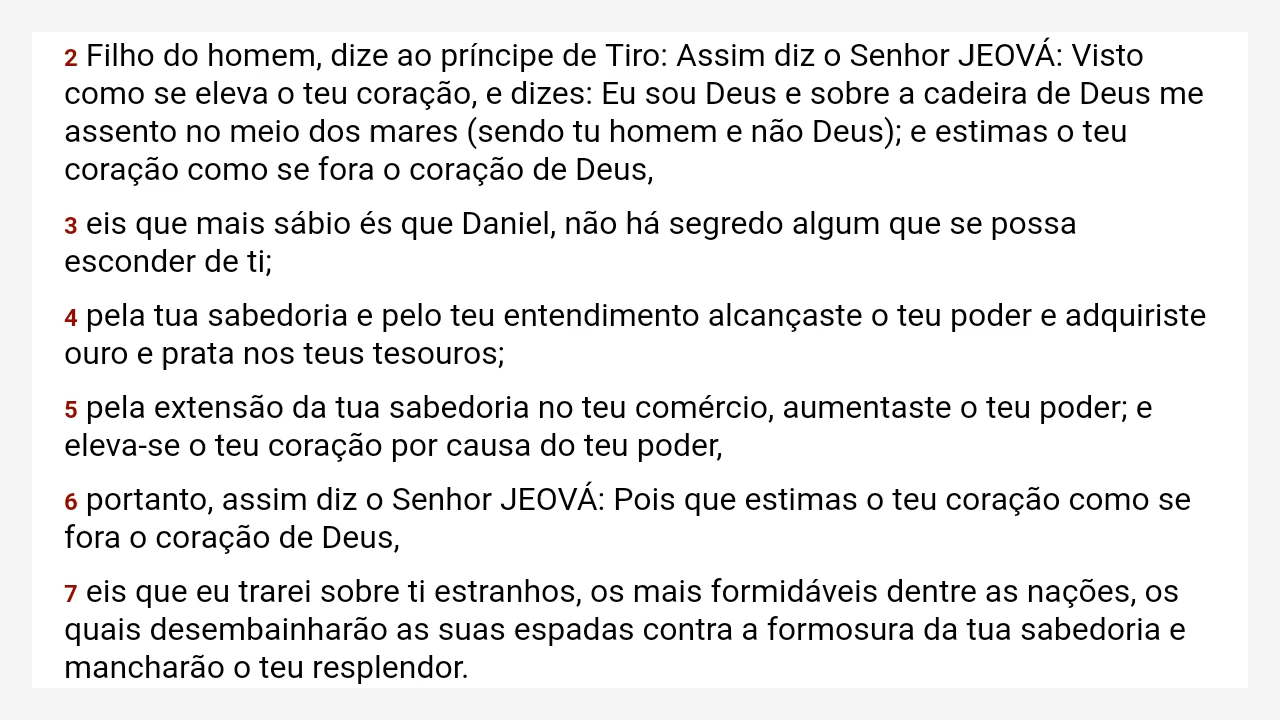 2 Filho do homem, dize ao príncipe de Tiro: Assim diz o Senhor JEOVÁ: Visto
como se eleva o teu coração, e dizes: Eu sou Deus e sobre a cadeira de Deus me
assento no meio dos mares (sendo tu homem e não Deus); e estimas o teu
coração como se fora o coração de Deus,
3 eis que mais sábio és que Daniel, não há segredo algum que se possa
esconder de ti;
4 pela tua sabedoria e pelo teu entendimento alcançaste o teu poder e adquiriste
ouro e prata nos teus tesouros;
5 pela extensão da tua sabedoria no teu comércio, aumentaste o teu poder; e
eleva-se o teu coração por causa do teu poder,
6 portanto, assim diz o Senhor JEOVÁ: Pois que estimas o teu coração como se
fora o coração de Deus,
7 eis que eu trarei sobre ti estranhos, os mais formidáveis dentre as nações, os
quais desembainharão as suas espadas contra a formosura da tua sabedoria e
mancharão o teu resplendor.